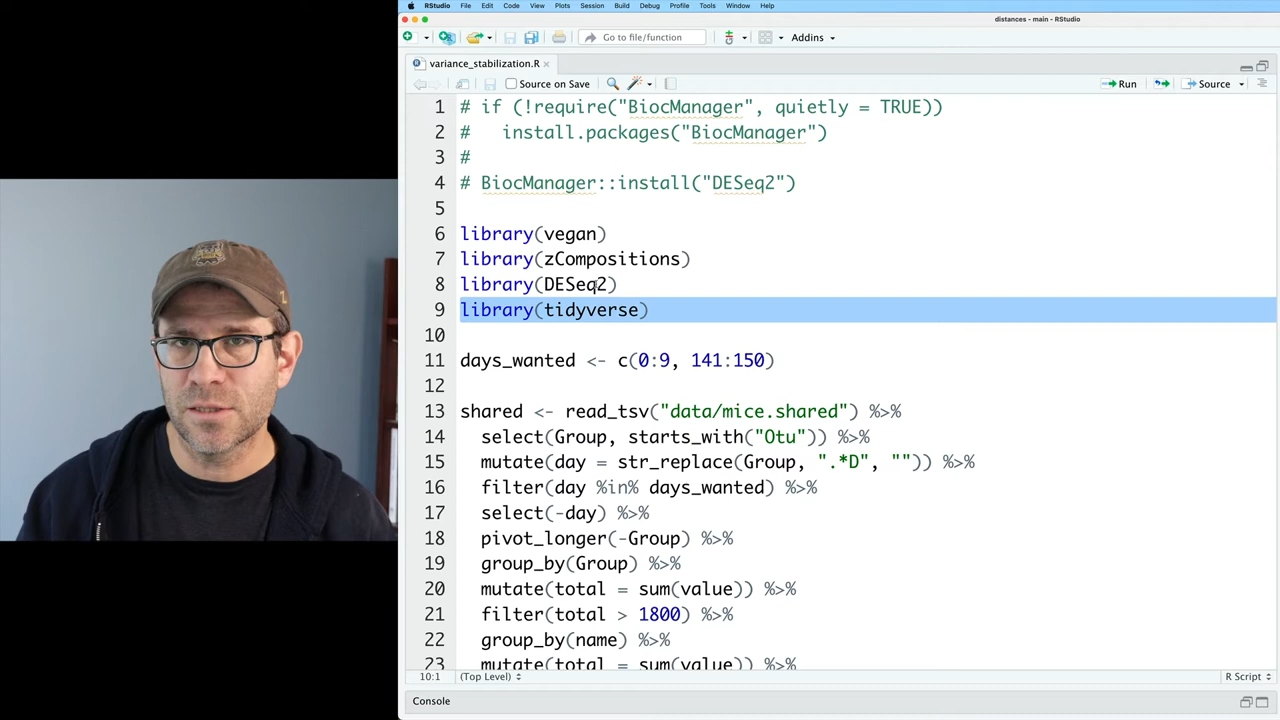 RStudio File Edit Code View Plots Session Build Debug Profile Tools Window Help
distances - main - RStudio
Go to file/function Addins
variance_stabilization.R
Source on Save Run Source
1 # if (!require("BiocManager", quietly = TRUE))
2 #   install.packages("BiocManager")
3 #
4 # BiocManager::install("DESeq2")
5
6 library(vegan)
7 library(zCompositions)
8 library(DESeq2)
9 library(tidyverse)
10
11 days_wanted <- c(0:9, 141:150)
12
13 shared <- read_tsv("data/mice.shared") %>%
14   select(Group, starts_with("Otu")) %>%
15   mutate(day = str_replace(Group, ".*D", "")) %>%
16   filter(day %in% days_wanted) %>%
17   select(-day) %>%
18   pivot_longer(-Group) %>%
19   group_by(Group) %>%
20   mutate(total = sum(value)) %>%
21   filter(total > 1800) %>%
22   group_by(name) %>%
23   mutate(total = sum(value)) %>%
10:1 (Top Level) R Script
Console